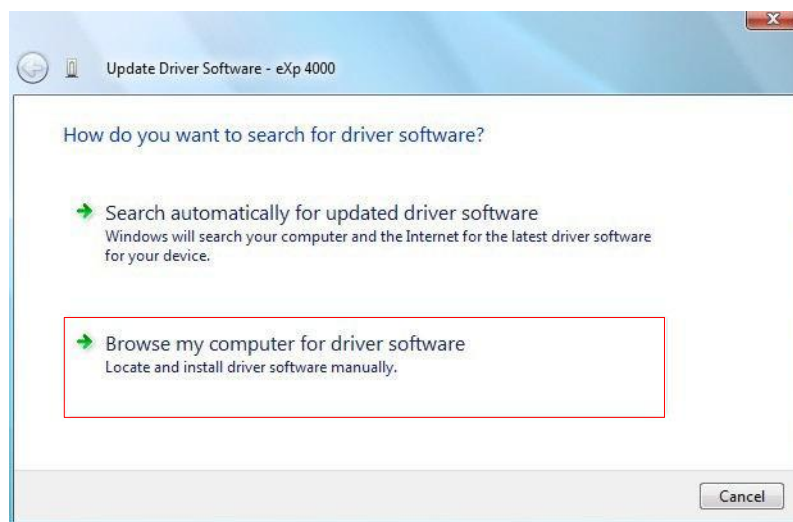 Update Driver Software - eXp 4000
How do you want to search for driver software?
Search automatically for updated driver software
Windows will search your computer and the Internet for the latest driver software
for your device.
Browse my computer for driver software
Locate and install driver software manually.
Cancel